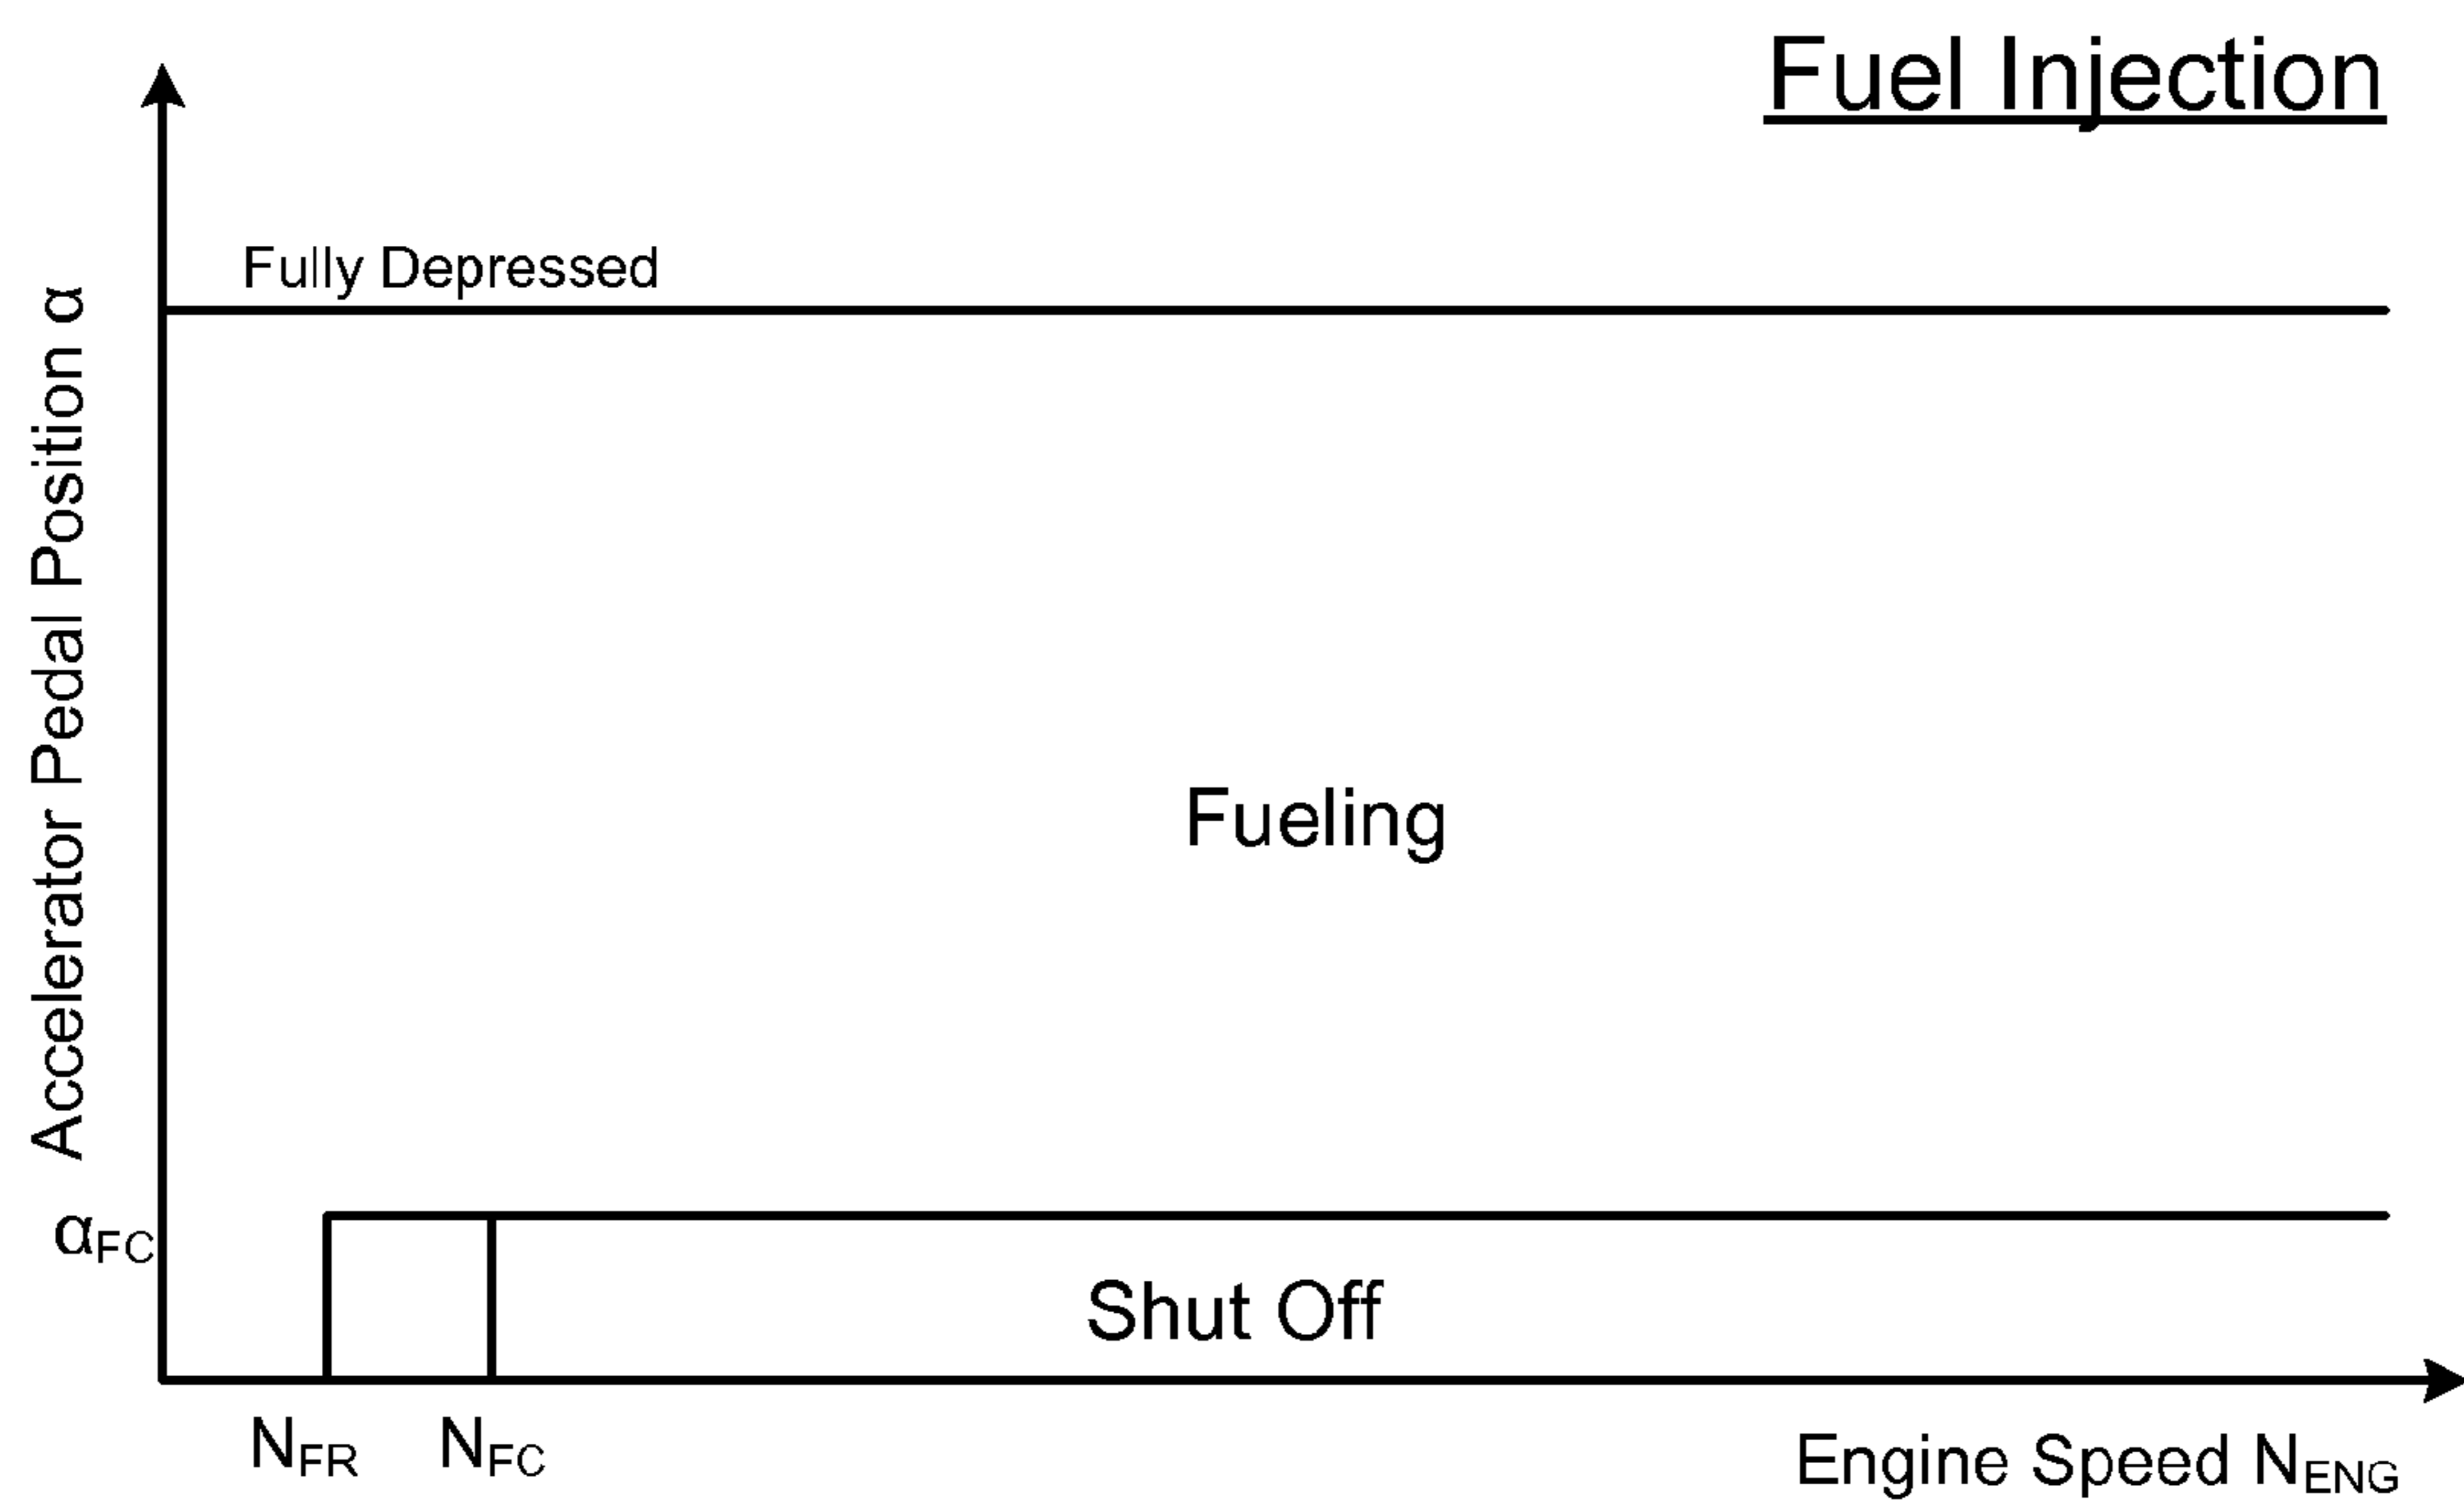 Fuel Injection
Fully Depressed
Accelerator Pedal Position α
Fueling
αFC
Shut Off
NFR
NFC
Engine Speed NENG